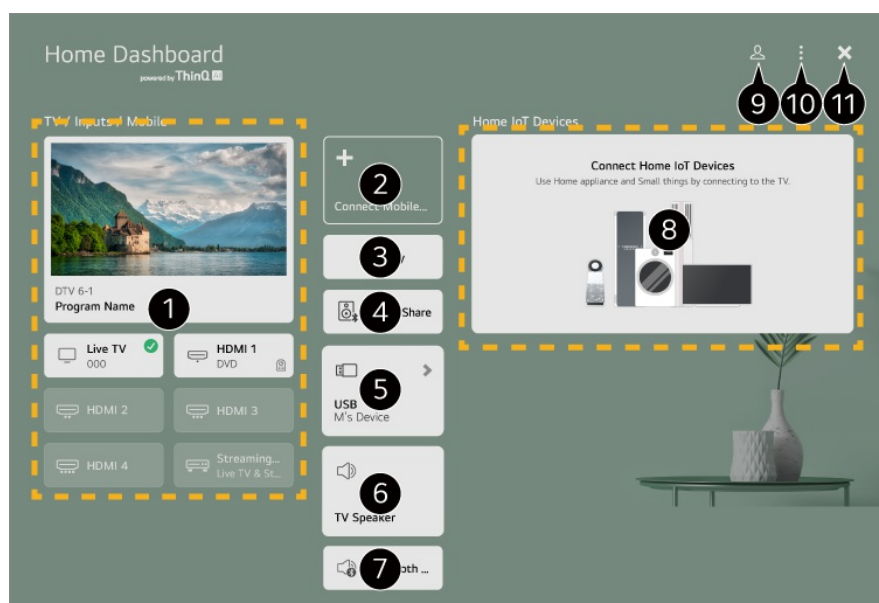 Home Dashboard
powered by ThinQ AI
9
10
11
TV / Inputs / Mobile
DTV 6-1
Program Name
1
Live TV
000
HDMI 1
DVD
HDMI 2
HDMI 3
HDMI 4
Streaming...
Live TV & St...
+
2
Connect Mobile...
3
4
Share
5
USB
M's Device
6
TV Speaker
7
Home IoT Devices
Connect Home IoT Devices
Use Home appliance and Small things by connecting to the TV.
8